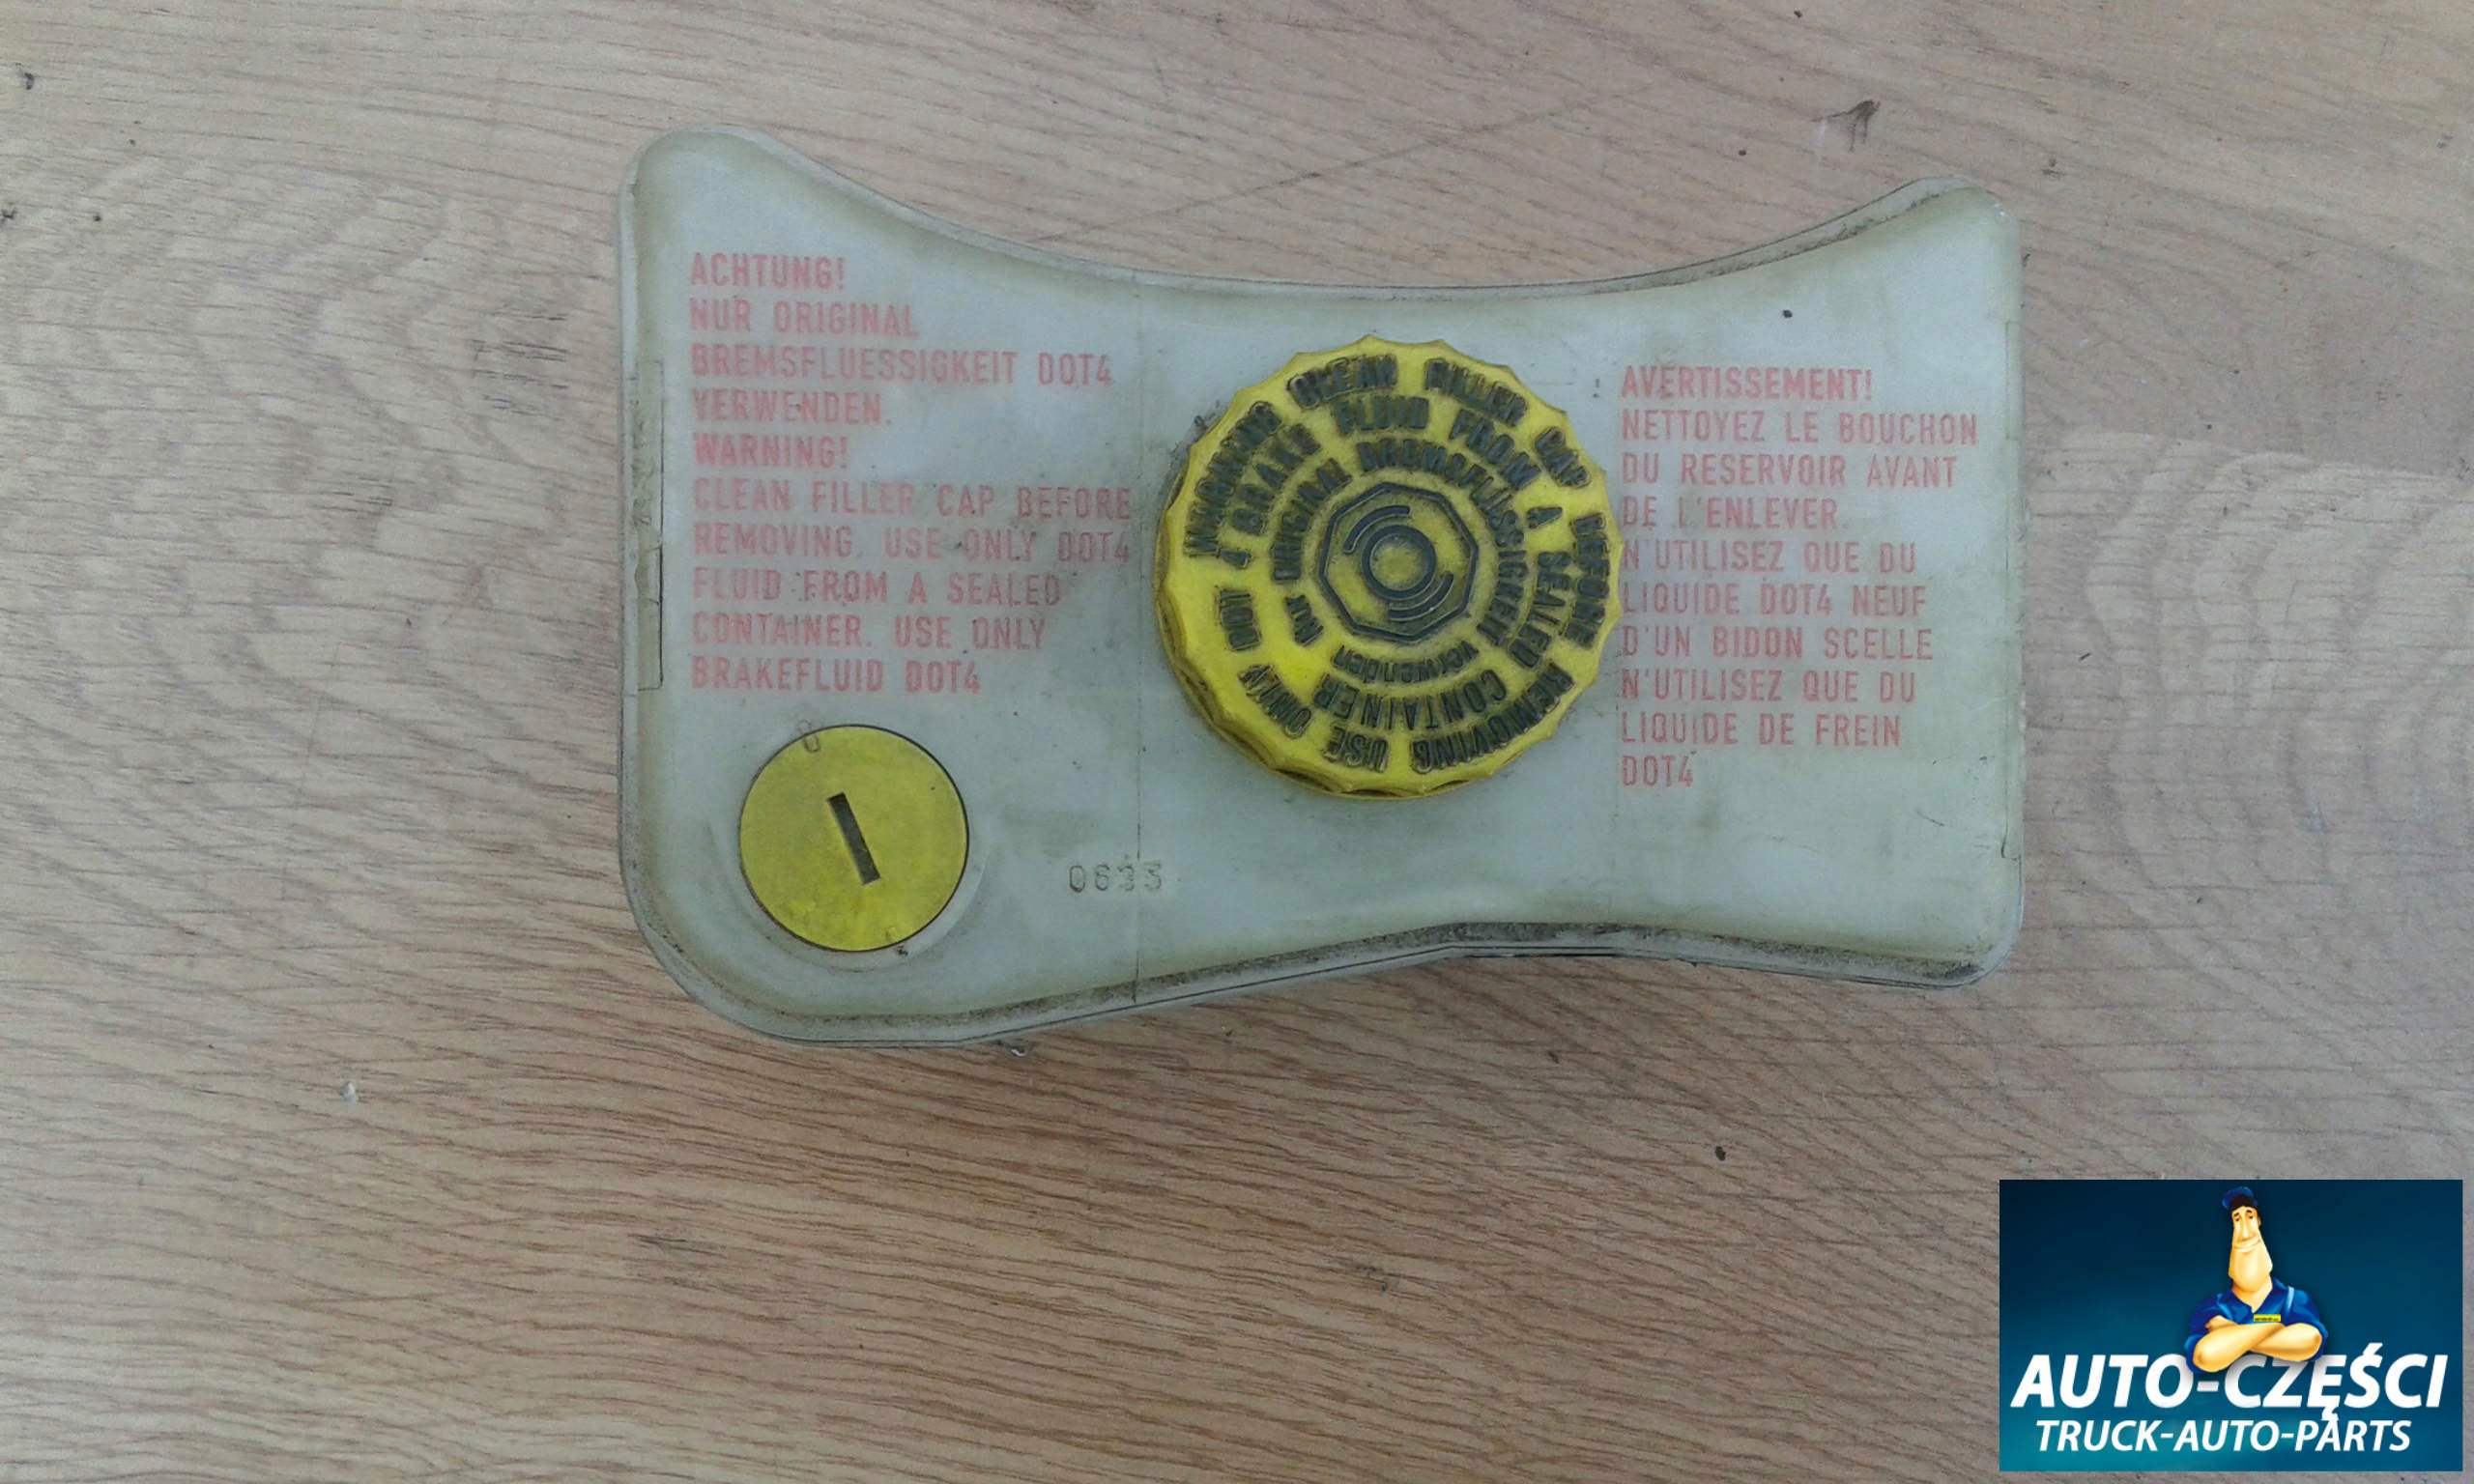 ACHTUNG!
NUR ORIGINAL
BREMSFLUESSIGKEIT DOT4
VERWENDEN.
WARNING!
CLEAN FILLER CAP BEFORE
REMOVING. USE ONLY DOT4
FLUID FROM A SEALED
CONTAINER. USE ONLY
BRAKEFLUID DOT4
WARNING CLEAN FILLER CAP BEFORE REMOVING USE ONLY DOT 4 BRAKE FLUID FROM A SEALED CONTAINER
ORIGINAL BREMSFLÜSSIGKEIT verwenden
AVERTISSEMENT!
NETTOYEZ LE BOUCHON
DU RESERVOIR AVANT
DE L'ENLEVER.
N'UTILISEZ QUE DU
LIQUIDE DOT4 NEUF
D'UN BIDON SCELLE
N'UTILISEZ QUE DU
LIQUIDE DE FREIN
DOT4
AUTO-CZĘŚCI
TRUCK-AUTO-PARTS